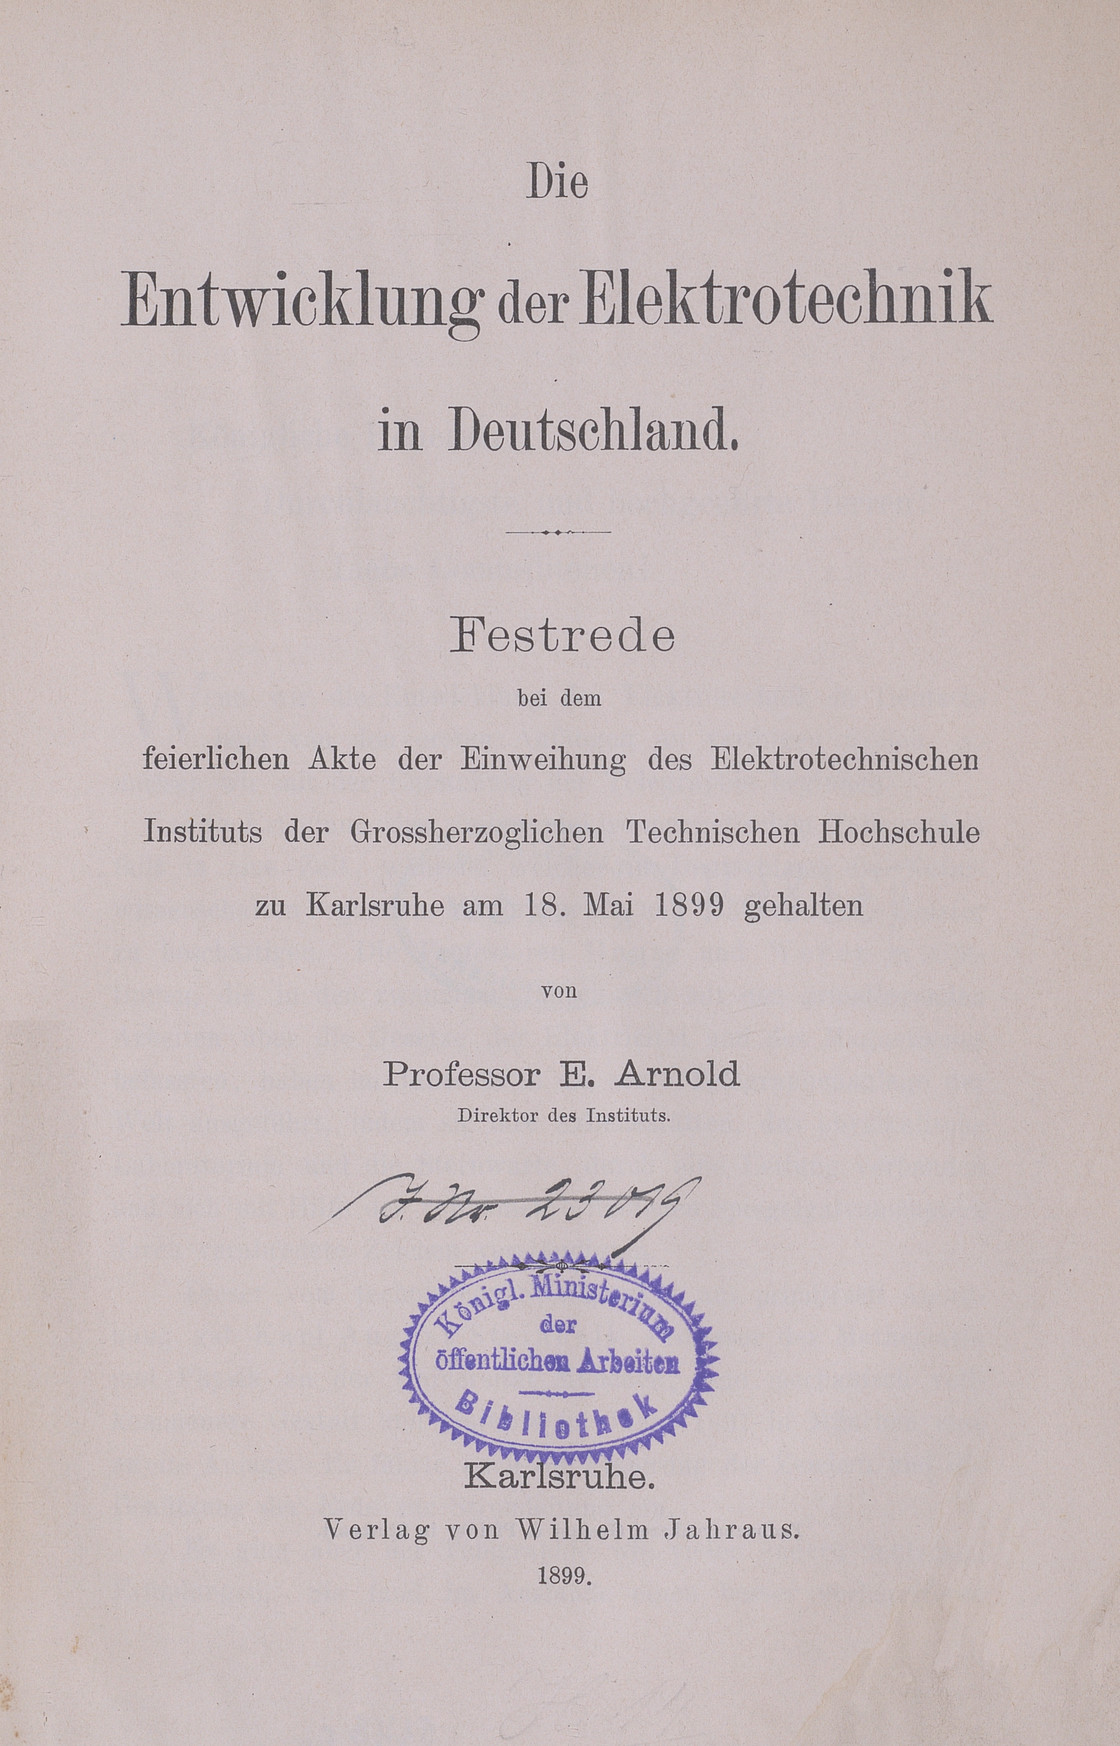 Die
Entwicklung der Elektrotechnik
in Deutschland.
Festrede
bei dem
feierlichen Akte der Einweihung des Elektrotechnischen
Instituts der Grossherzoglichen Technischen Hochschule
zu Karlsruhe am 18. Mai 1899 gehalten
von
Professor E. Arnold
Direktor des Instituts.
J. Nr. 23019
Königl. Ministerium
der
öffentlichen Arbeiten
Bibliothek
Karlsruhe.
Verlag von Wilhelm Jahraus.
1899.